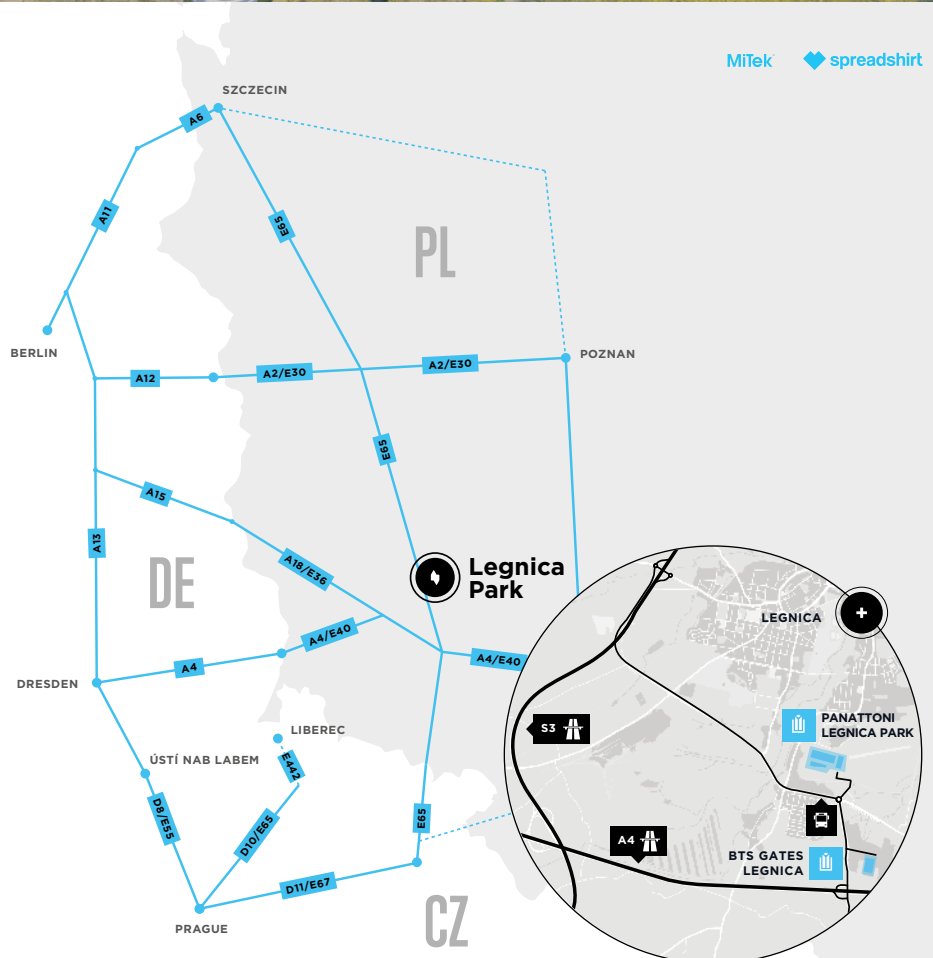 MiTek
spreadshirt
SZCZECIN
A6
A11
E65
PL
BERLIN
POZNAN
A12
A2/E30
A2/E30
E65
A15
A13
DE
A18/E36
Legnica
Park
A4/E40
A4
A4/E40
DRESDEN
LEGNICA
LIBEREC
S3
PANATTONI
LEGNICA PARK
ÚSTÍ NAB LABEM
E442
D8/E55
D10/E65
E65
A4
BTS GATES
LEGNICA
D11/E67
CZ
PRAGUE